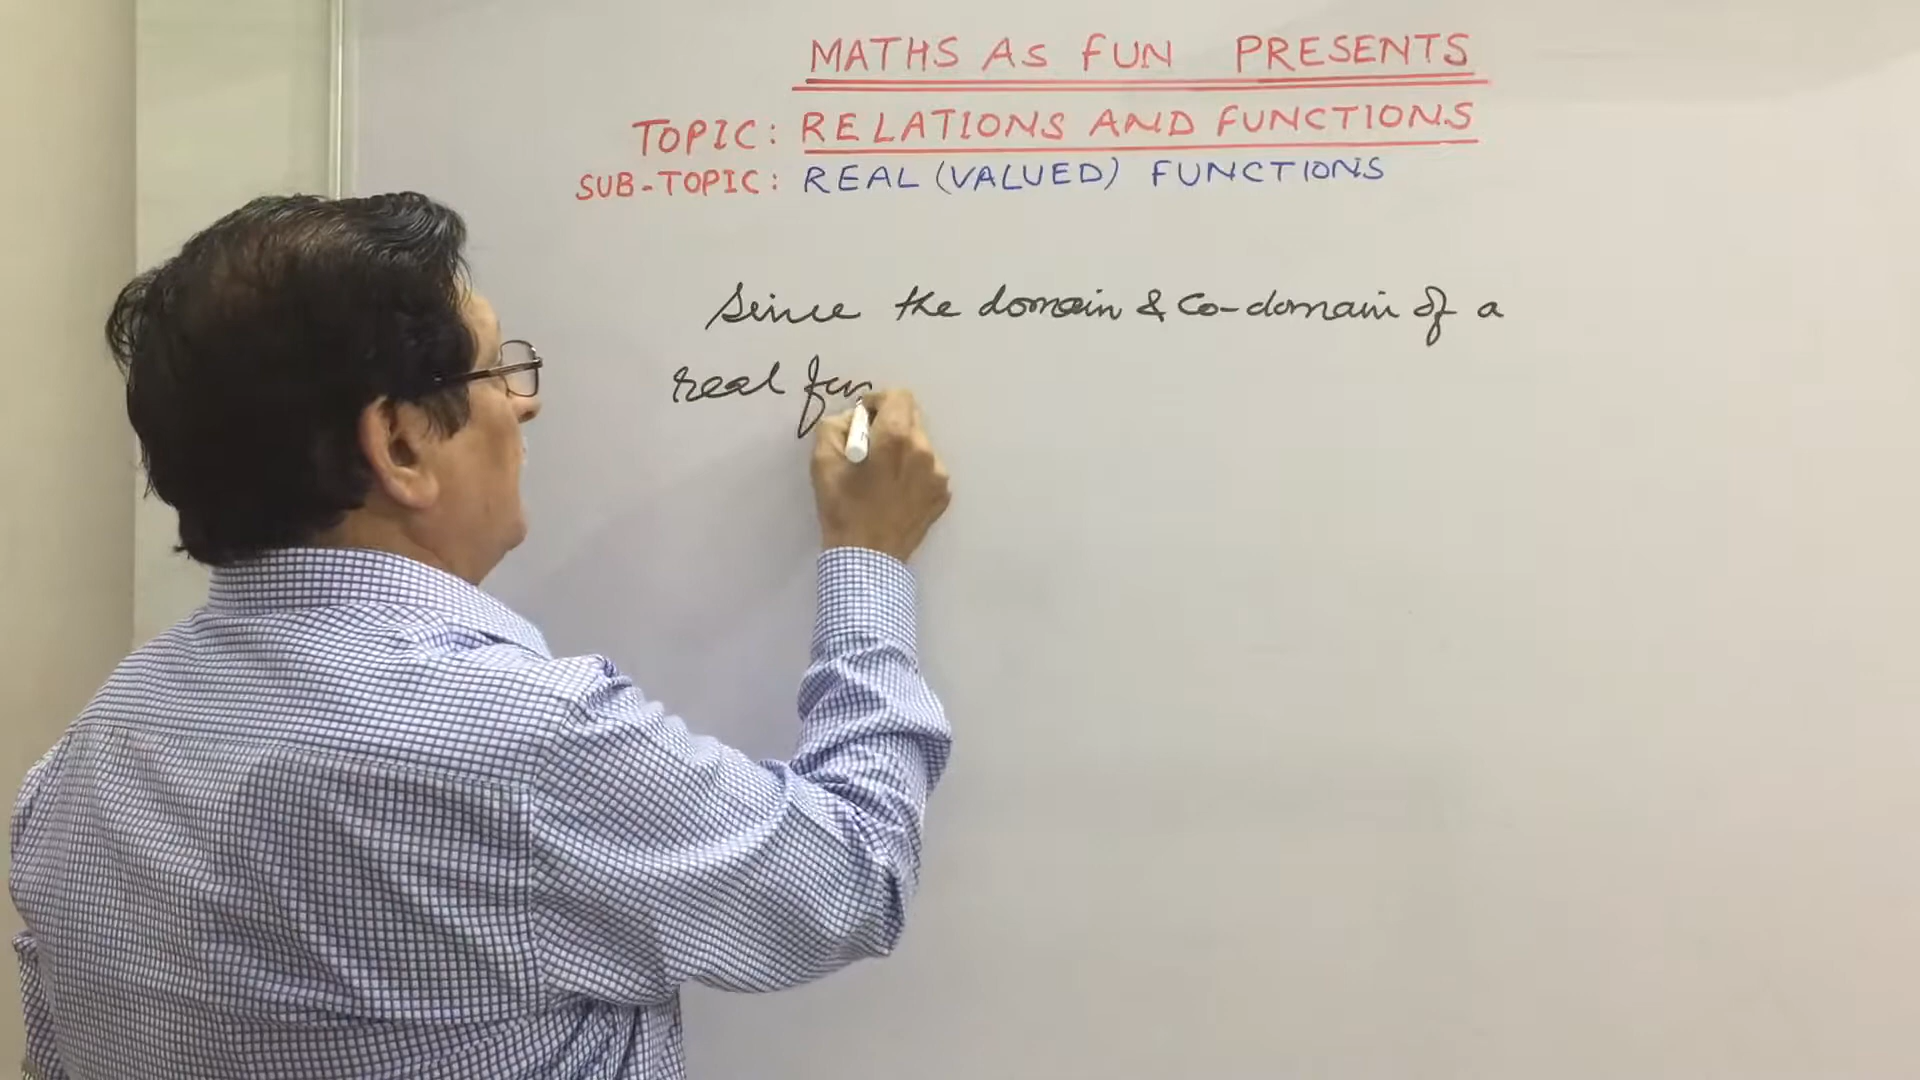 MATHS AS FUN PRESENTS
TOPIC: RELATIONS AND FUNCTIONS
SUB-TOPIC: REAL (VALUED) FUNCTIONS
Since the domain & Co-domain of a
real fun